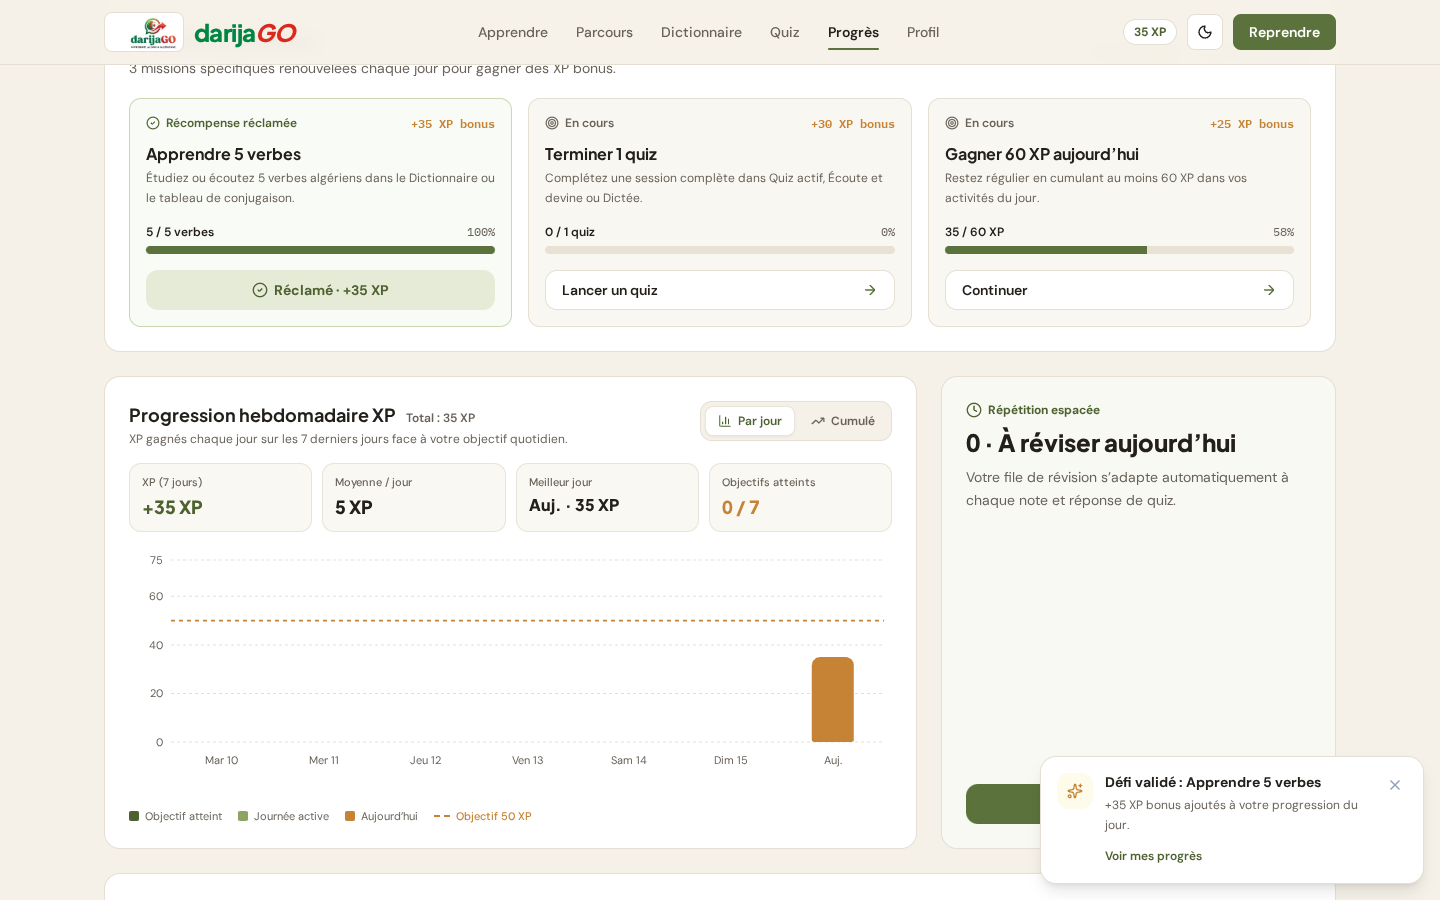 darijaGO
darijaGO
Apprendre
Parcours
Dictionnaire
Quiz
Progrès
Profil
35 XP
Reprendre
3 missions spécifiques renouvelées chaque jour pour gagner des XP bonus.
Récompense réclamée
+35 XP bonus
Apprendre 5 verbes
Étudiez ou écoutez 5 verbes algériens dans le Dictionnaire ou
le tableau de conjugaison.
5 / 5 verbes
100%
Réclamé · +35 XP
En cours
+30 XP bonus
Terminer 1 quiz
Complétez une session complète dans Quiz actif, Écoute et
devine ou Dictée.
0 / 1 quiz
0%
Lancer un quiz
En cours
+25 XP bonus
Gagner 60 XP aujourd’hui
Restez régulier en cumulant au moins 60 XP dans vos
activités du jour.
35 / 60 XP
58%
Continuer
Progression hebdomadaire XP
Total : 35 XP
XP gagnés chaque jour sur les 7 derniers jours face à votre objectif quotidien.
Par jour
Cumulé
XP (7 jours)
+35 XP
Moyenne / jour
5 XP
Meilleur jour
Auj. · 35 XP
Objectifs atteints
0 / 7
75
60
40
20
0
Mar 10
Mer 11
Jeu 12
Ven 13
Sam 14
Dim 15
Auj.
Objectif atteint
Journée active
Aujourd’hui
Objectif 50 XP
Répétition espacée
0 · À réviser aujourd’hui
Votre file de révision s’adapte automatiquement à
chaque note et réponse de quiz.
Défi validé : Apprendre 5 verbes
+35 XP bonus ajoutés à votre progression du
jour.
Voir mes progrès